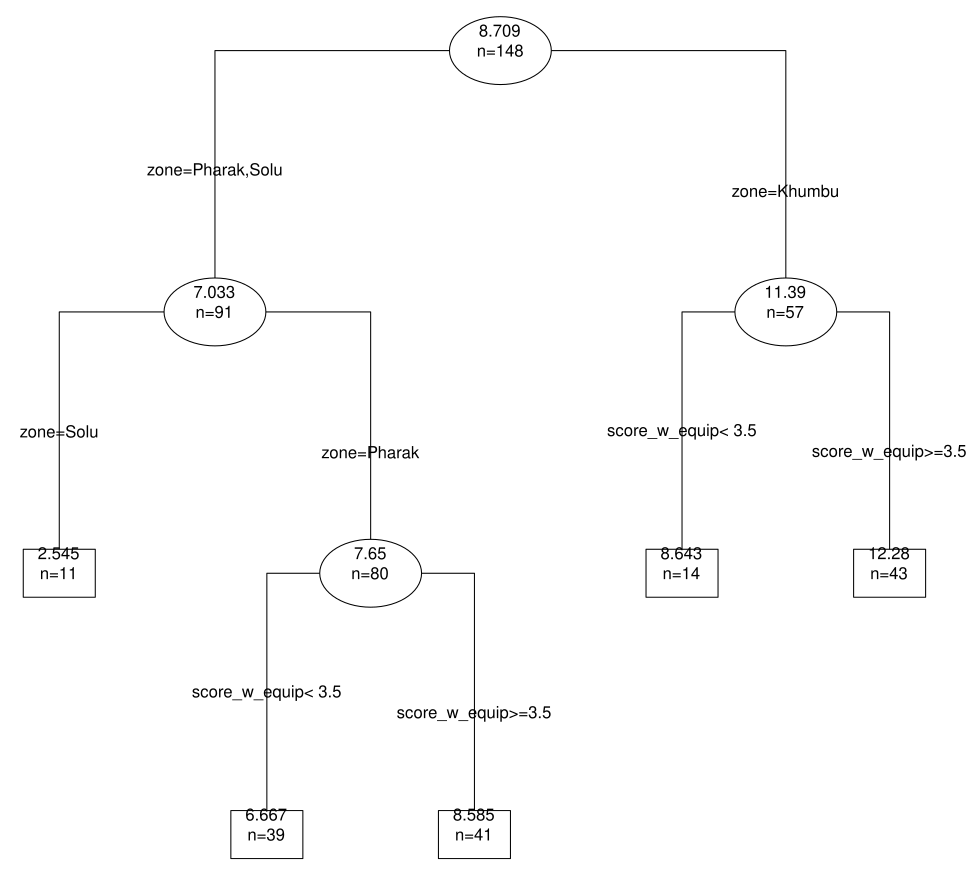 8.709
n=148
zone=Pharak,Solu
zone=Khumbu
7.033
n=91
11.39
n=57
zone=Solu
zone=Pharak
score_w_equip< 3.5
score_w_equip>=3.5
2.545
n=11
7.65
n=80
8.643
n=14
12.28
n=43
score_w_equip< 3.5
score_w_equip>=3.5
6.667
n=39
8.585
n=41